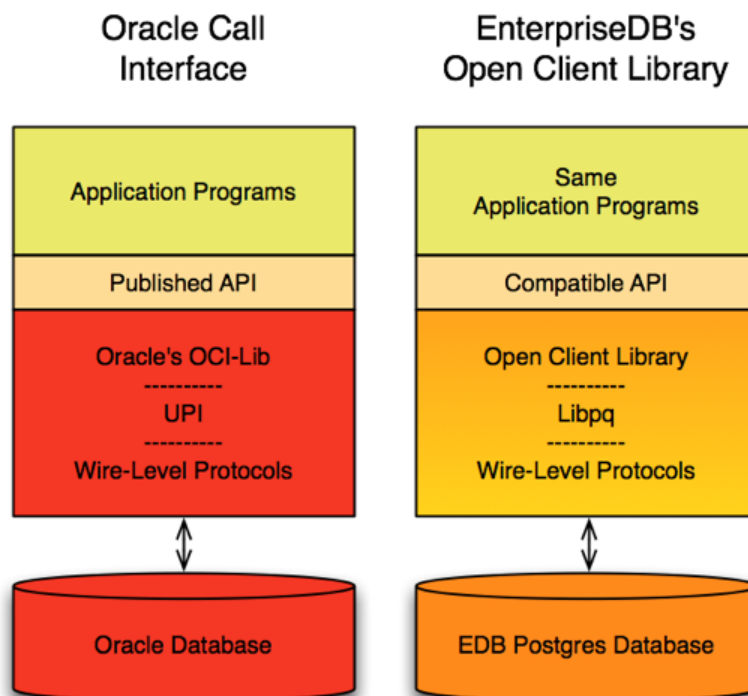 Oracle Call
Interface
Application Programs
Published API
Oracle's OCI-Lib
----------
UPI
----------
Wire-Level Protocols
Oracle Database
EnterpriseDB's
Open Client Library
Same
Application Programs
Compatible API
Open Client Library
----------
Libpq
----------
Wire-Level Protocols
EDB Postgres Database